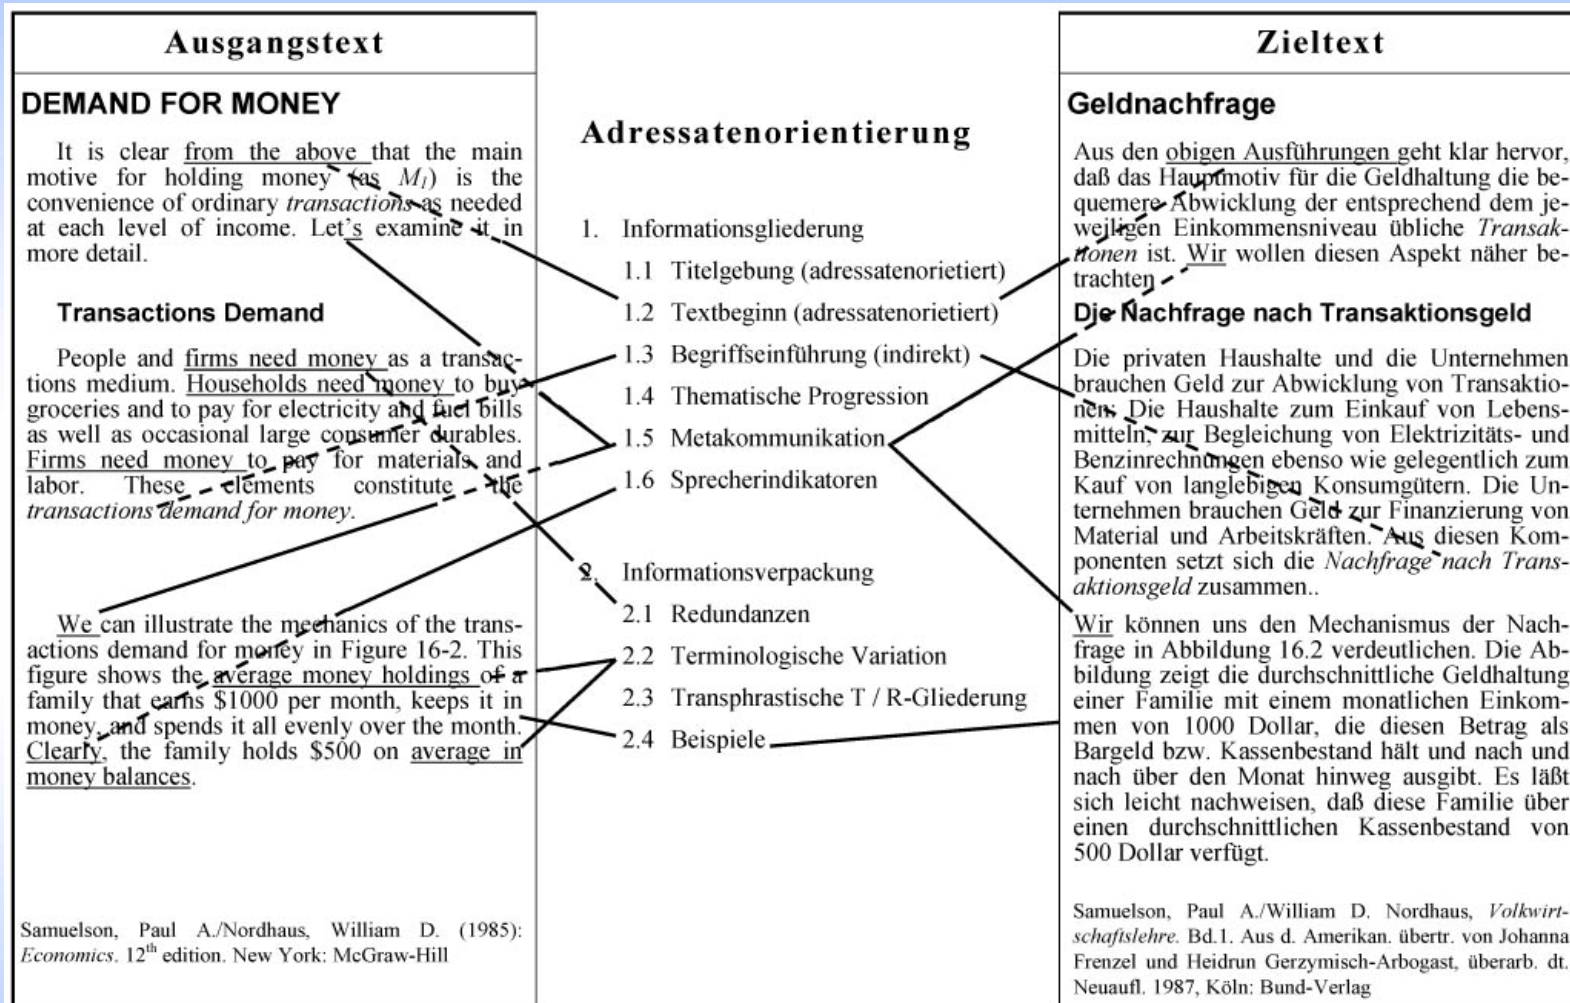 Ausgangstext
DEMAND FOR MONEY
It is clear from the above that the main
motive for holding money (as M1) is the
convenience of ordinary transactions as needed
at each level of income. Let's examine it in
more detail.
Transactions Demand
People and firms need money as a transac-
tions medium. Households need money to buy
groceries and to pay for electricity and fuel bills
as well as occasional large consumer durables.
Firms need money to pay for materials and
labor. These elements constitute the
transactions demand for money.
We can illustrate the mechanics of the trans-
actions demand for money in Figure 16-2. This
figure shows the average money holdings of a
family that earns $1000 per month, keeps it in
money, and spends it all evenly over the month.
Clearly, the family holds $500 on average in
money balances.
Samuelson, Paul A./Nordhaus, William D. (1985):
Economics. 12th edition. New York: McGraw-Hill
Adressatenorientierung
1. Informationsgliederung
1.1 Titelgebung (adressatenorietiert)
1.2 Textbeginn (adressatenorietiert)
1.3 Begriffseinführung (indirekt)
1.4 Thematische Progression
1.5 Metakommunikation
1.6 Sprecherindikatoren
2. Informationsverpackung
2.1 Redundanzen
2.2 Terminologische Variation
2.3 Transphrastische T / R-Gliederung
2.4 Beispiele
Zieltext
Geldnachfrage
Aus den obigen Ausführungen geht klar hervor,
daß das Hauptmotiv für die Geldhaltung die be-
quemere Abwicklung der entsprechend dem je-
weiligen Einkommensniveau übliche Transak-
tionen ist. Wir wollen diesen Aspekt näher be-
trachten
Die Nachfrage nach Transaktionsgeld
Die privaten Haushalte und die Unternehmen
brauchen Geld zur Abwicklung von Transaktio-
nen: Die Haushalte zum Einkauf von Lebens-
mitteln, zur Begleichung von Elektrizitäts- und
Benzinrechnungen ebenso wie gelegentlich zum
Kauf von langlebigen Konsumgütern. Die Un-
ternehmen brauchen Geld zur Finanzierung von
Material und Arbeitskräften. Aus diesen Kom-
ponenten setzt sich die Nachfrage nach Trans-
aktionsgeld zusammen..
Wir können uns den Mechanismus der Nach-
frage in Abbildung 16.2 verdeutlichen. Die Ab-
bildung zeigt die durchschnittliche Geldhaltung
einer Familie mit einem monatlichen Einkom-
men von 1000 Dollar, die diesen Betrag als
Bargeld bzw. Kassenbestand hält und nach und
nach über den Monat hinweg ausgibt. Es läßt
sich leicht nachweisen, daß diese Familie über
einen durchschnittlichen Kassenbestand von
500 Dollar verfügt.
Samuelson, Paul A./William D. Nordhaus, Volkwirt-
schaftslehre. Bd.1. Aus d. Amerikan. übertr. von Johanna
Frenzel und Heidrun Gerzymisch-Arbogast, überarb. dt.
Neuaufl. 1987, Köln: Bund-Verlag